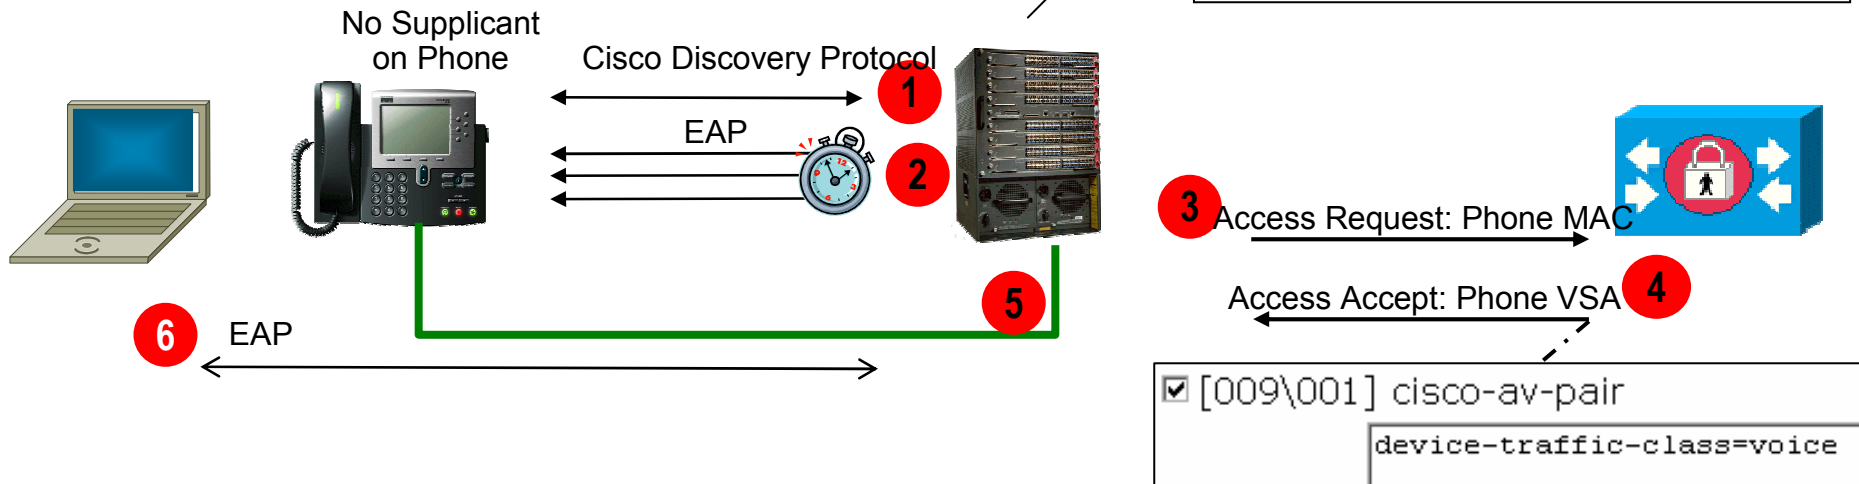 No Supplicant
on Phone
Cisco Discovery Protocol
1
EAP
2
3
Access Request: Phone MAC
4
Access Accept: Phone VSA
5
6
EAP
[009\001] cisco-av-pair
device-traffic-class=voice